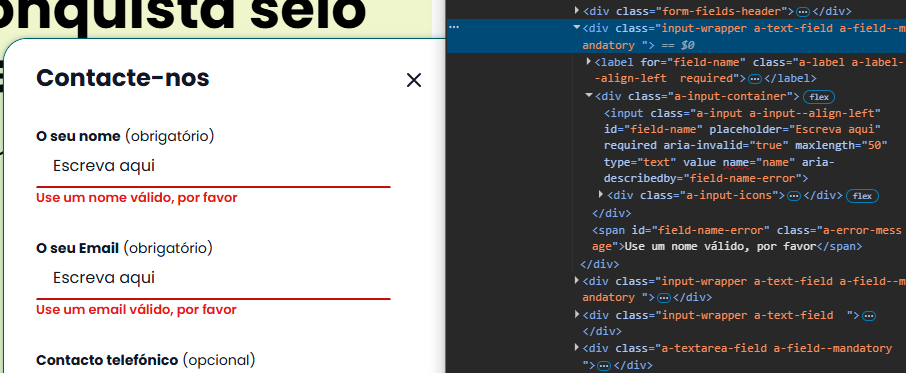 onquista selo
Contacte-nos
O seu nome (obrigatório)
Escreva aqui
Use um nome válido, por favor
O seu Email (obrigatório)
Escreva aqui
Use um email válido, por favor
Contacto telefónico (opcional)
<div class="form-fields-header"></div>
<div class="input-wrapper a-text-field a-field--m
andatory "> == $0
<label for="field-name" class="a-label a-label-
-align-left  required"></label>
<div class="a-input-container"> flex
<input class="a-input a-input--align-left"
id="field-name" placeholder="Escreva aqui"
required aria-invalid="true" maxlength="50"
type="text" value name="name" aria-
describedby="field-name-error">
<div class="a-input-icons"></div> flex
</div>
<span id="field-name-error" class="a-error-mess
age">Use um nome válido, por favor</span>
</div>
<div class="input-wrapper a-text-field a-field--m
andatory "></div>
<div class="input-wrapper a-text-field  ">
</div>
<div class="a-textarea-field a-field--mandatory
"></div>